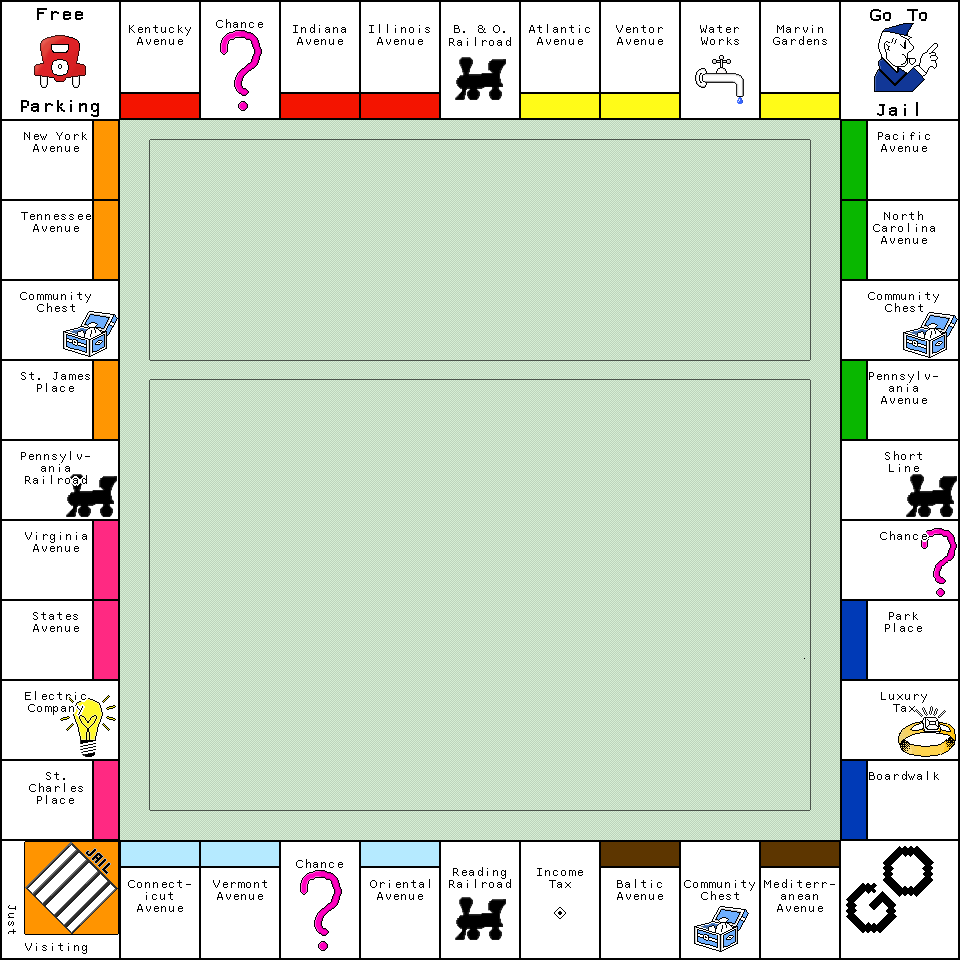 Free
Parking
Kentucky
Avenue
Chance
Indiana
Avenue
Illinois
Avenue
B. & O.
Railroad
Atlantic
Avenue
Ventor
Avenue
Water
Works
Marvin
Gardens
Go To
Jail
New York
Avenue
Pacific
Avenue
Tennessee
Avenue
North
Carolina
Avenue
Community
Chest
Community
Chest
St. James
Place
Pennsylv-
ania
Avenue
Pennsylv-
ania
Railroad
Short
Line
Virginia
Avenue
Chance
States
Avenue
Park
Place
Electric
Company
Luxury
Tax
St.
Charles
Place
Boardwalk
JAIL
Just
Visiting
Connect-
icut
Avenue
Vermont
Avenue
Chance
Oriental
Avenue
Reading
Railroad
Income
Tax
Baltic
Avenue
Community
Chest
Mediterr-
anean
Avenue
GO